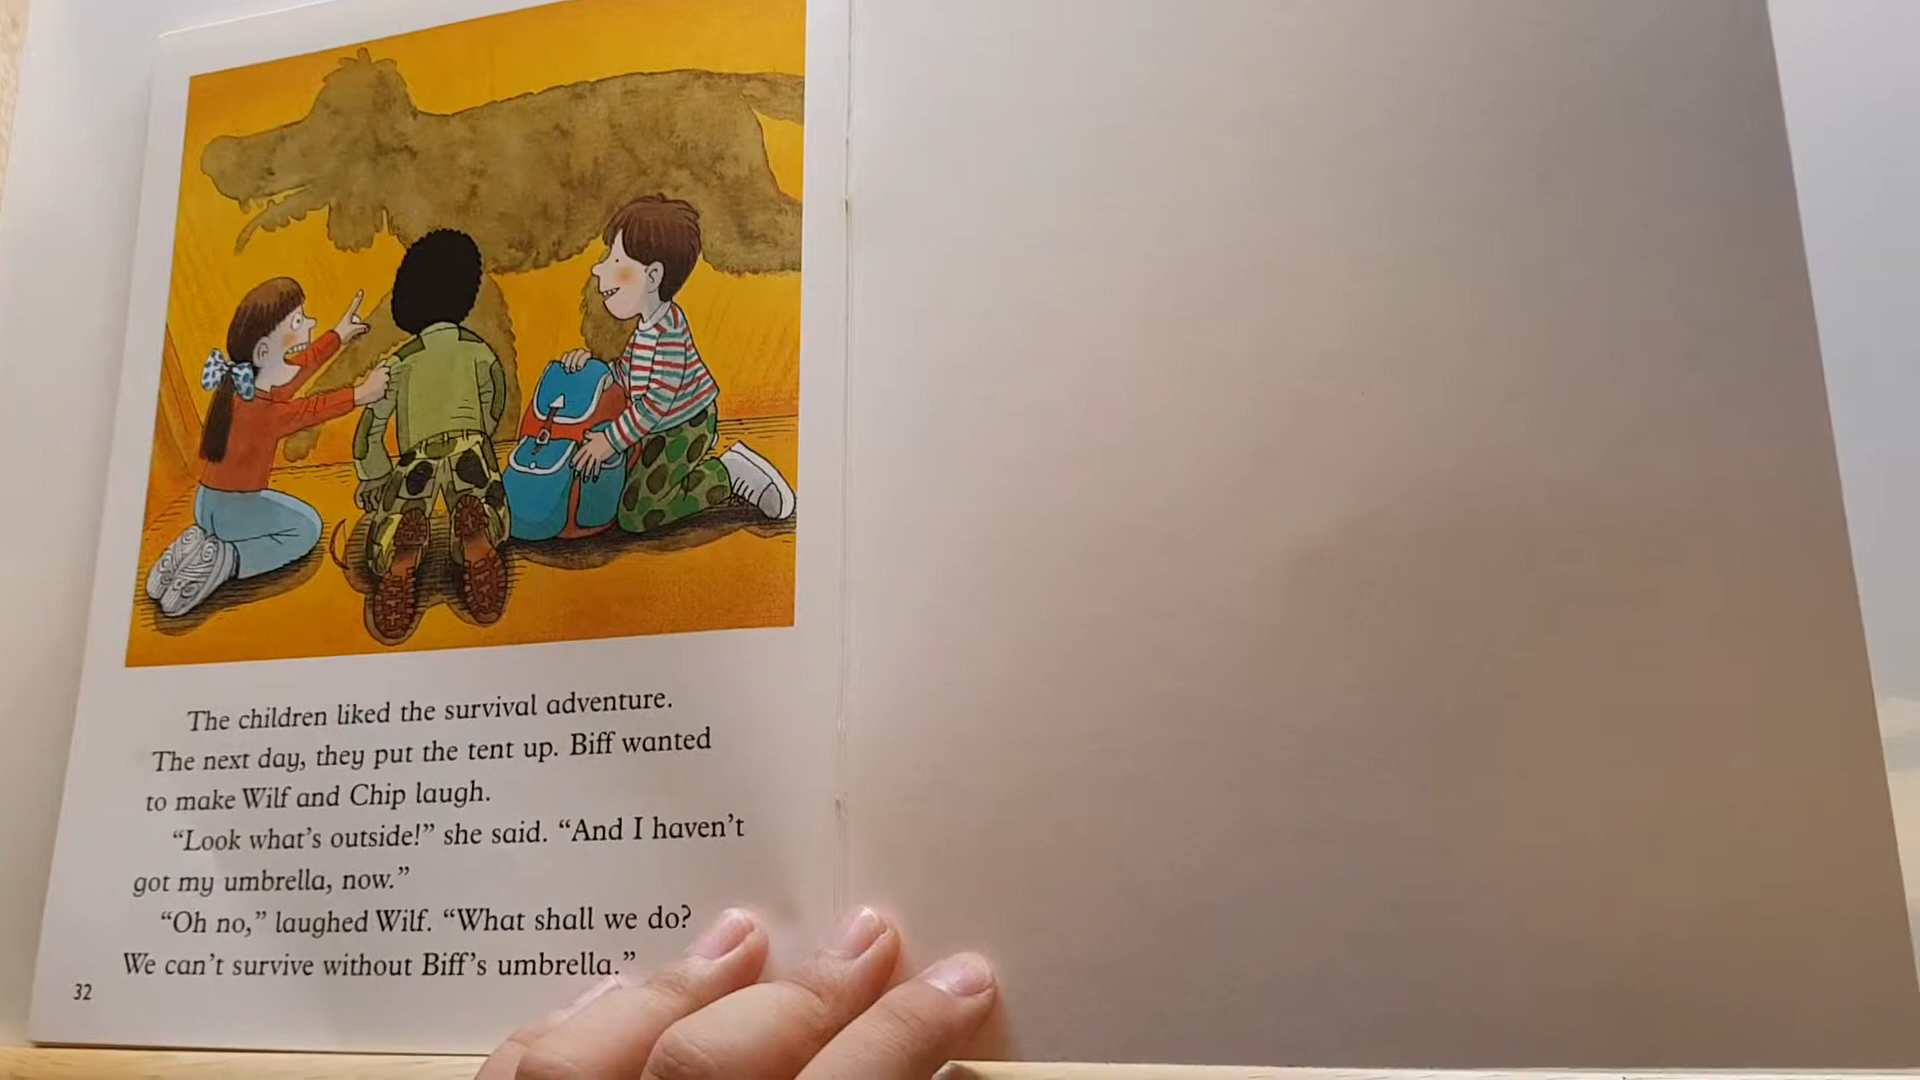 The children liked the survival adventure.
The next day, they put the tent up. Biff wanted
to make Wilf and Chip laugh.
“Look what’s outside!” she said. “And I haven’t
got my umbrella, now.”
“Oh no,” laughed Wilf. “What shall we do?
We can’t survive without Biff’s umbrella.”
32